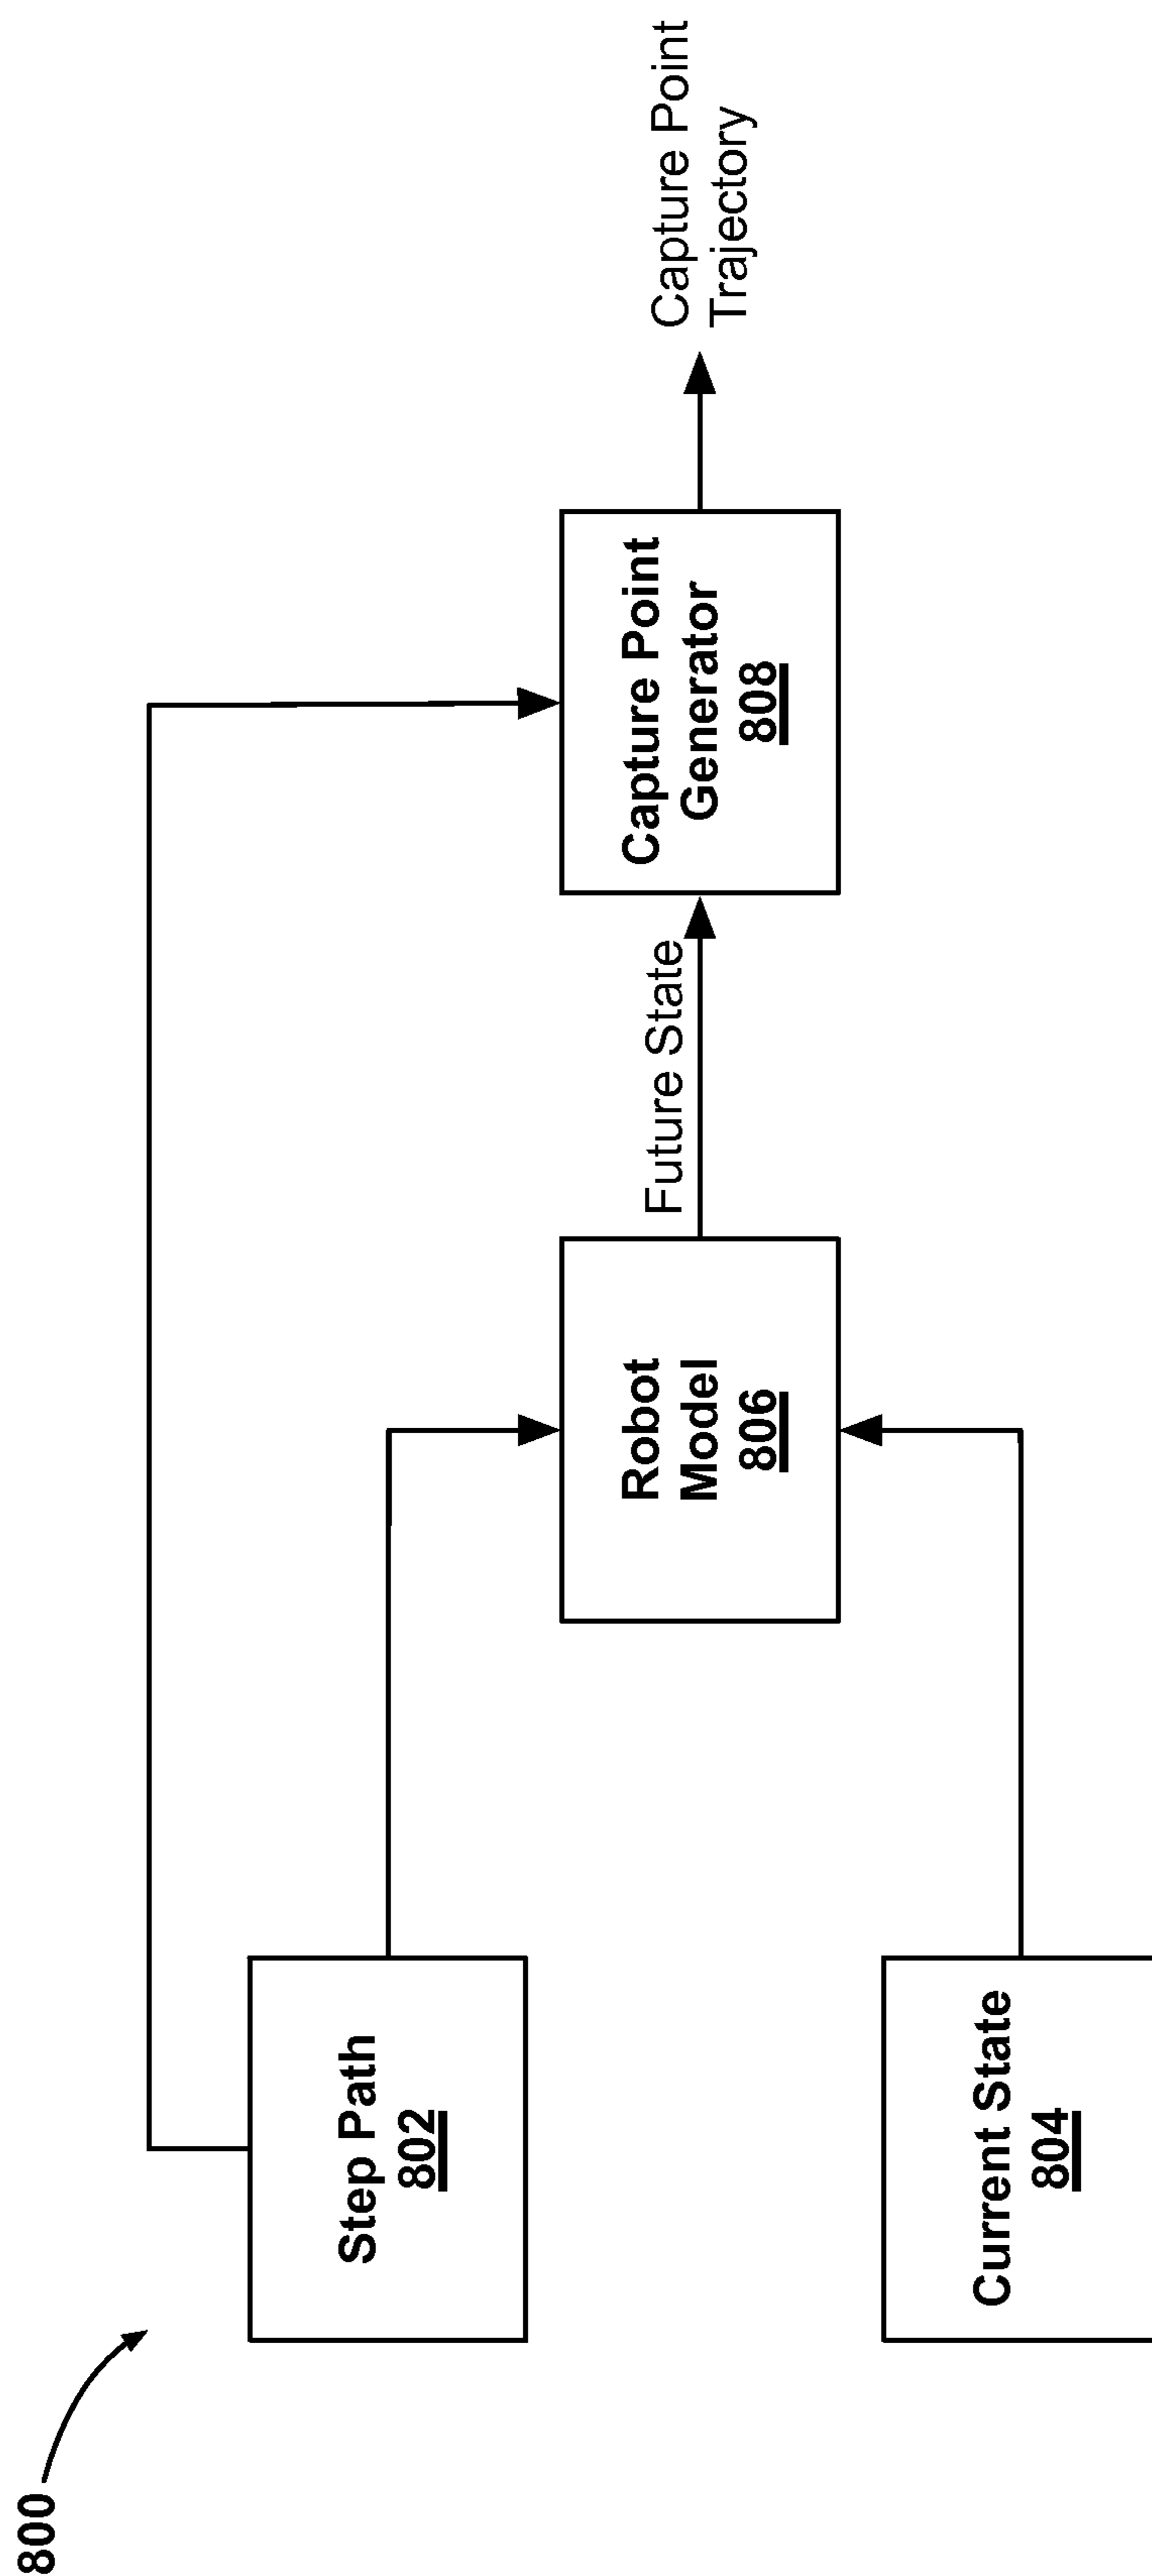 800
Step Path
802
Current State
804
Robot
Model
806
Future State
Capture Point
Generator
808
Capture Point
Trajectory